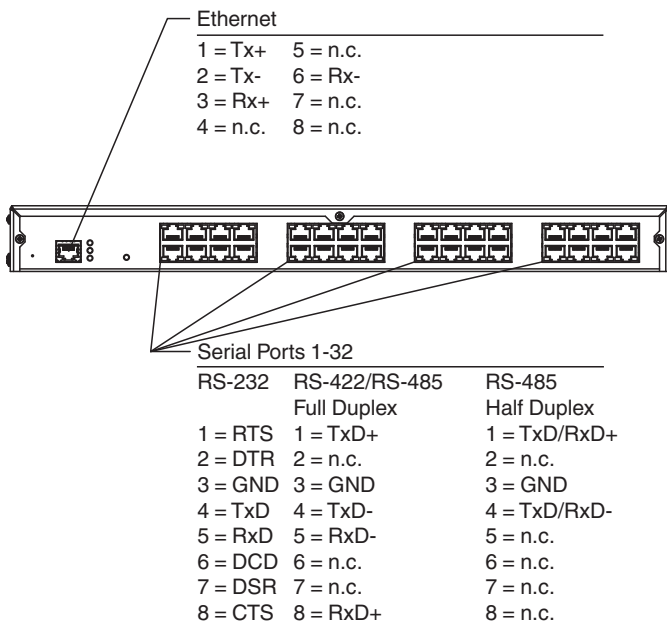 Ethernet
1 = Tx+ 5 = n.c.
2 = Tx- 6 = Rx-
3 = Rx+ 7 = n.c.
4 = n.c. 8 = n.c.
Serial Ports 1-32
RS-232 RS-422/RS-485 RS-485
Full Duplex Half Duplex
1 = RTS 1 = TxD+ 1 = TxD/RxD+
2 = DTR 2 = n.c. 2 = n.c.
3 = GND 3 = GND 3 = GND
4 = TxD 4 = TxD- 4 = TxD/RxD-
5 = RxD 5 = RxD- 5 = n.c.
6 = DCD 6 = n.c. 6 = n.c.
7 = DSR 7 = n.c. 7 = n.c.
8 = CTS 8 = RxD+ 8 = n.c.